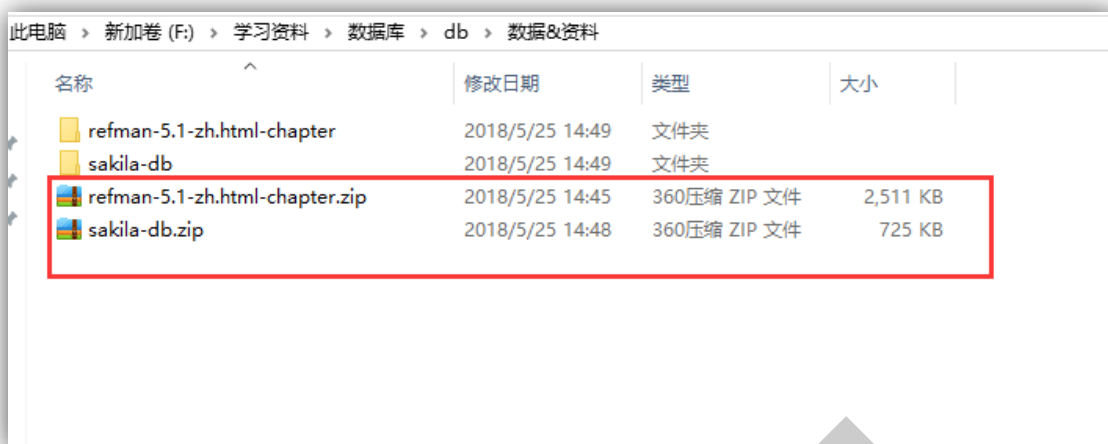 此电脑 › 新加卷 (F:) › 学习资料 › 数据库 › db › 数据&资料
名称 修改日期 类型 大小
refman-5.1-zh.html-chapter 2018/5/25 14:49 文件夹
sakila-db 2018/5/25 14:49 文件夹
refman-5.1-zh.html-chapter.zip 2018/5/25 14:45 360压缩 ZIP 文件 2,511 KB
sakila-db.zip 2018/5/25 14:48 360压缩 ZIP 文件 725 KB